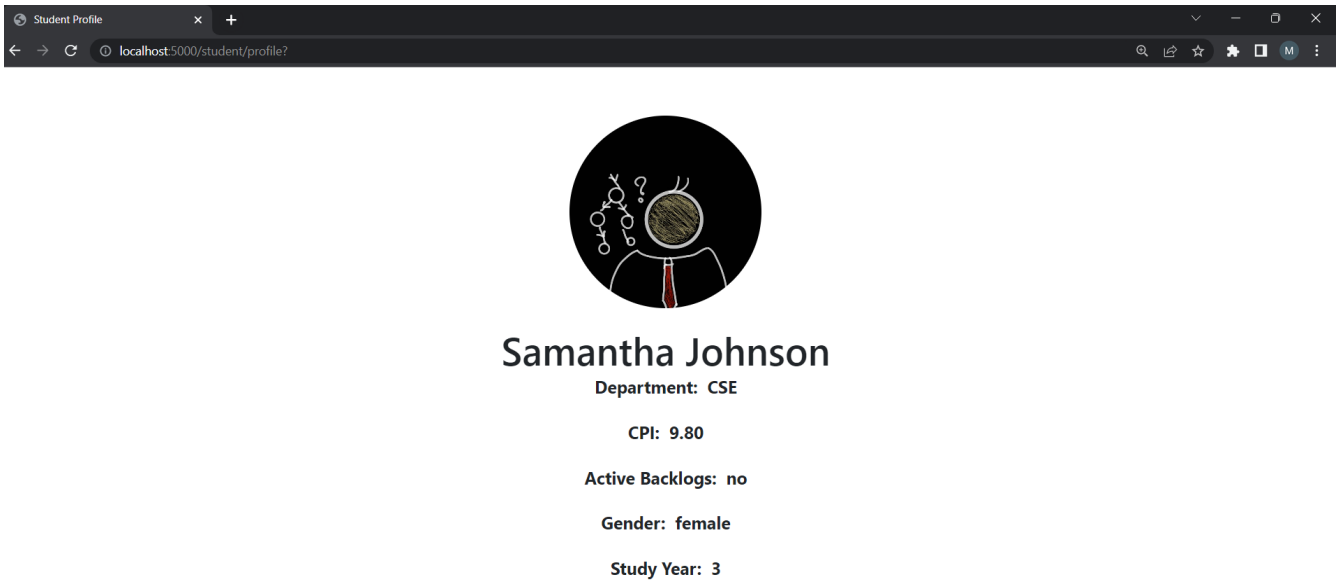 Student Profile
localhost:5000/student/profile?
M
?
Samantha Johnson
Department: CSE
CPI: 9.80
Active Backlogs: no
Gender: female
Study Year: 3